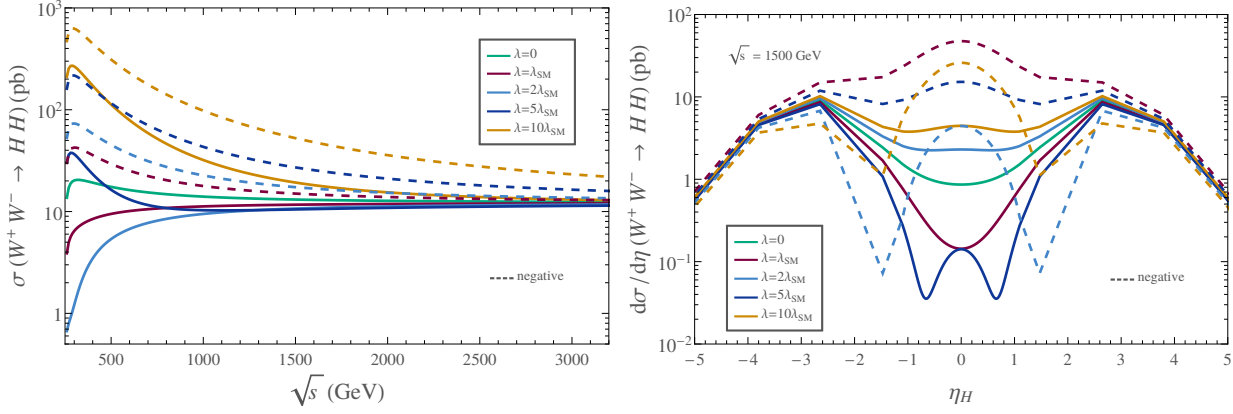 σ (W⁺ W⁻ → H H) (pb)
10³
10²
10
1
λ=0
λ=λSM
λ=2λSM
λ=5λSM
λ=10λSM
negative
500
1000
1500
2000
2500
3000
√s (GeV)
dσ/dη (W⁺ W⁻ → H H) (pb)
10²
10
1
10⁻¹
10⁻²
√s = 1500 GeV
λ=0
λ=λSM
λ=2λSM
λ=5λSM
λ=10λSM
negative
−5
−4
−3
−2
−1
0
1
2
3
4
5
ηH